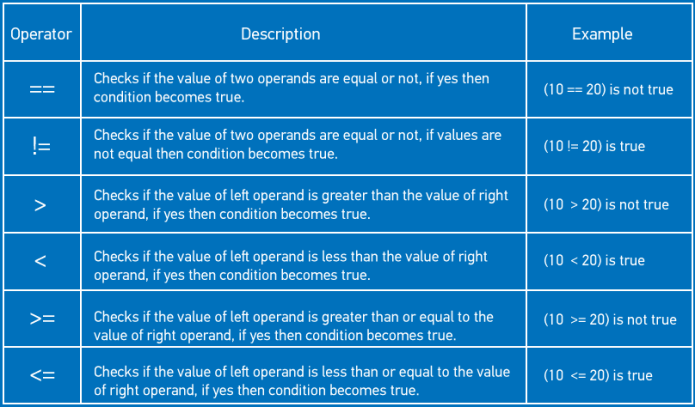 Operator Description Example
== Checks if the value of two operands are equal or not, if yes then
condition becomes true. (10 == 20) is not true
!= Checks if the value of two operands are equal or not, if values are
not equal then condition becomes true. (10 != 20) is true
> Checks if the value of left operand is greater than the value of right
operand, if yes then condition becomes true. (10 > 20) is not true
< Checks if the value of left operand is less than the value of right
operand, if yes then condition becomes true. (10 < 20) is true
>= Checks if the value of left operand is greater than or equal to the
value of right operand, if yes then condition becomes true. (10 >= 20) is not true
<= Checks if the value of left operand is less than or equal to the value
of right operand, if yes then condition becomes true. (10 <= 20) is true